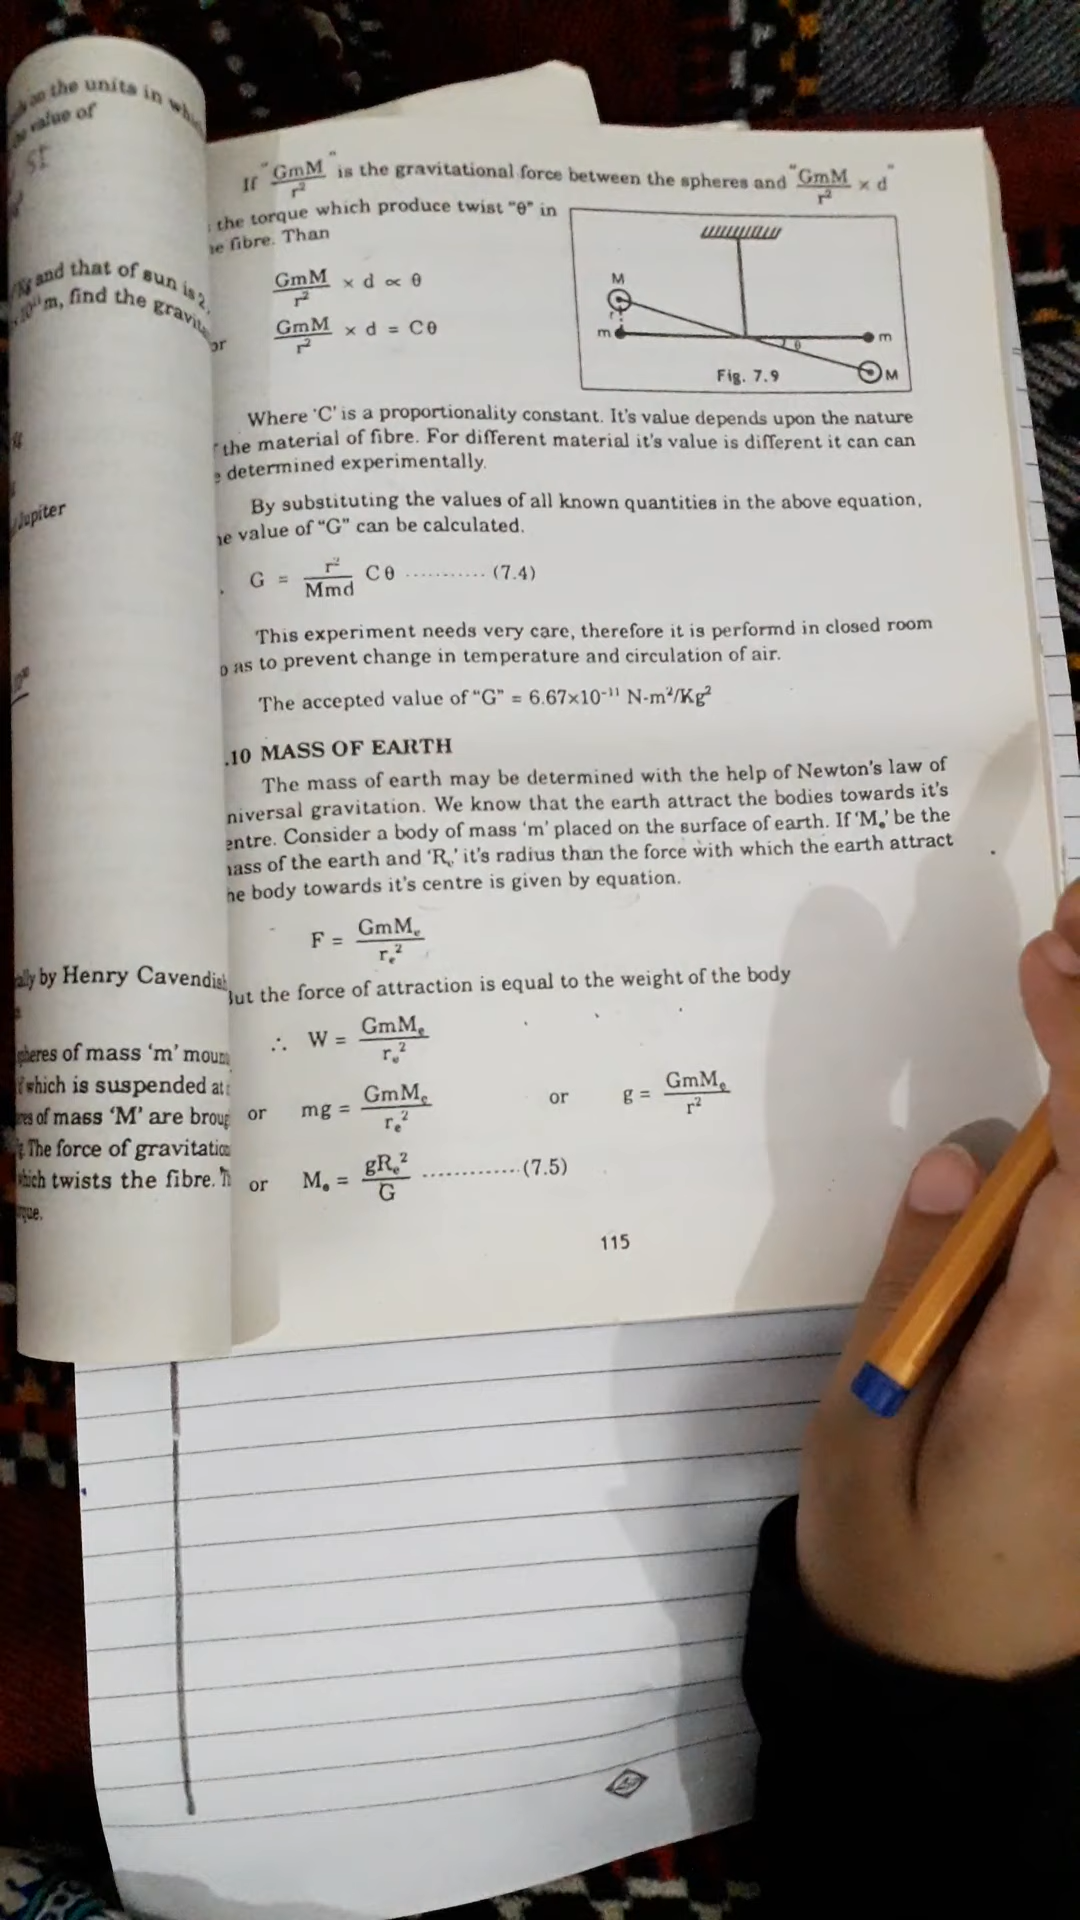 the units in
value of
If "GmM/r²" is the gravitational force between the spheres and "GmM/r² x d"
the torque which produce twist "θ" in
fibre. Than
GmM/r² x d ∝ θ
or GmM/r² x d = Cθ
M
r
m
m
θ
M
Fig. 7.9
and that of sun is 2
m, find the
Where 'C' is a proportionality constant. It's value depends upon the nature
the material of fibre. For different material it's value is different it can can
determined experimentally.
Jupiter
By substituting the values of all known quantities in the above equation,
value of "G" can be calculated.
G = r²/Mmd Cθ ........... (7.4)
This experiment needs very care, therefore it is performd in closed room
as to prevent change in temperature and circulation of air.
The accepted value of "G" = 6.67×10⁻¹¹ N-m²/Kg²
.10 MASS OF EARTH
The mass of earth may be determined with the help of Newton's law of
niversal gravitation. We know that the earth attract the bodies towards it's
entre. Consider a body of mass 'm' placed on the surface of earth. If 'Mₑ' be the
ass of the earth and 'Rₑ' it's radius than the force with which the earth attract
he body towards it's centre is given by equation.
F = GmMₑ/rₑ²
by Henry Cavendish
But the force of attraction is equal to the weight of the body
∴ W = GmMₑ/rₑ²
of mass 'm'
which is suspended at
of mass 'M' are
The force of
which twists the fibre.
or mg = GmMₑ/rₑ² or g = GmMₑ/r²
or Mₑ = gRₑ²/G ............(7.5)
115